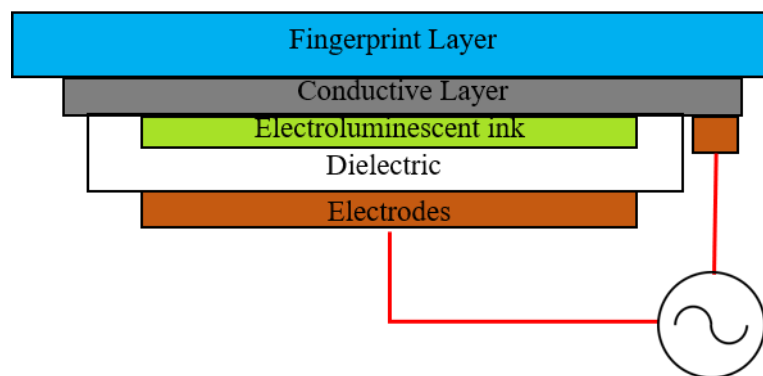 Fingerprint Layer
Conductive Layer
Electroluminescent ink
Dielectric
Electrodes